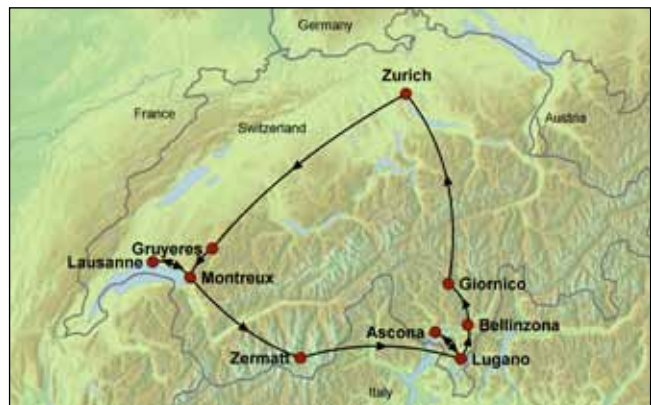 Germany
Zurich
France
Austria
Switzerland
Gruyeres
Lausanne
Montreux
Giornico
Ascona
Bellinzona
Zermatt
Lugano
Italy